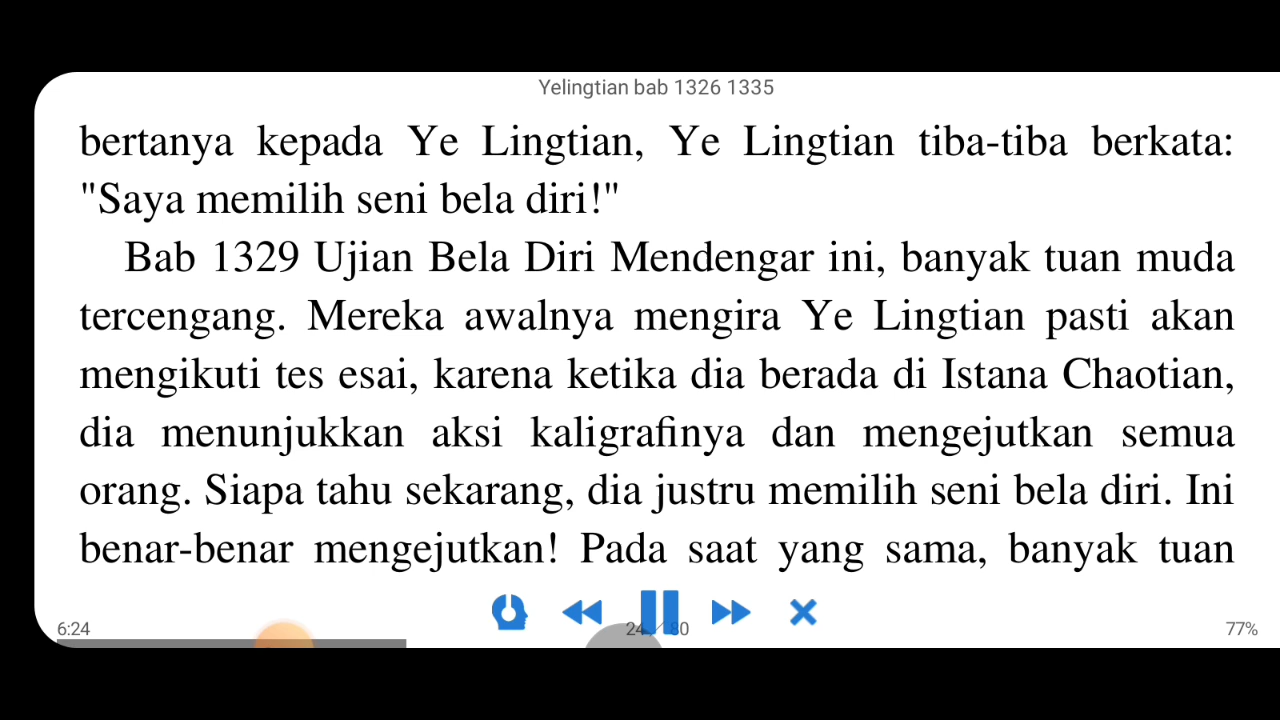 Yelingtian bab 1326 1335
bertanya kepada Ye Lingtian, Ye Lingtian tiba-tiba berkata:
"Saya memilih seni bela diri!"
Bab 1329 Ujian Bela Diri Mendengar ini, banyak tuan muda
tercengang. Mereka awalnya mengira Ye Lingtian pasti akan
mengikuti tes esai, karena ketika dia berada di Istana Chaotian,
dia menunjukkan aksi kaligrafinya dan mengejutkan semua
orang. Siapa tahu sekarang, dia justru memilih seni bela diri. Ini
benar-benar mengejutkan! Pada saat yang sama, banyak tuan
6:24
77%